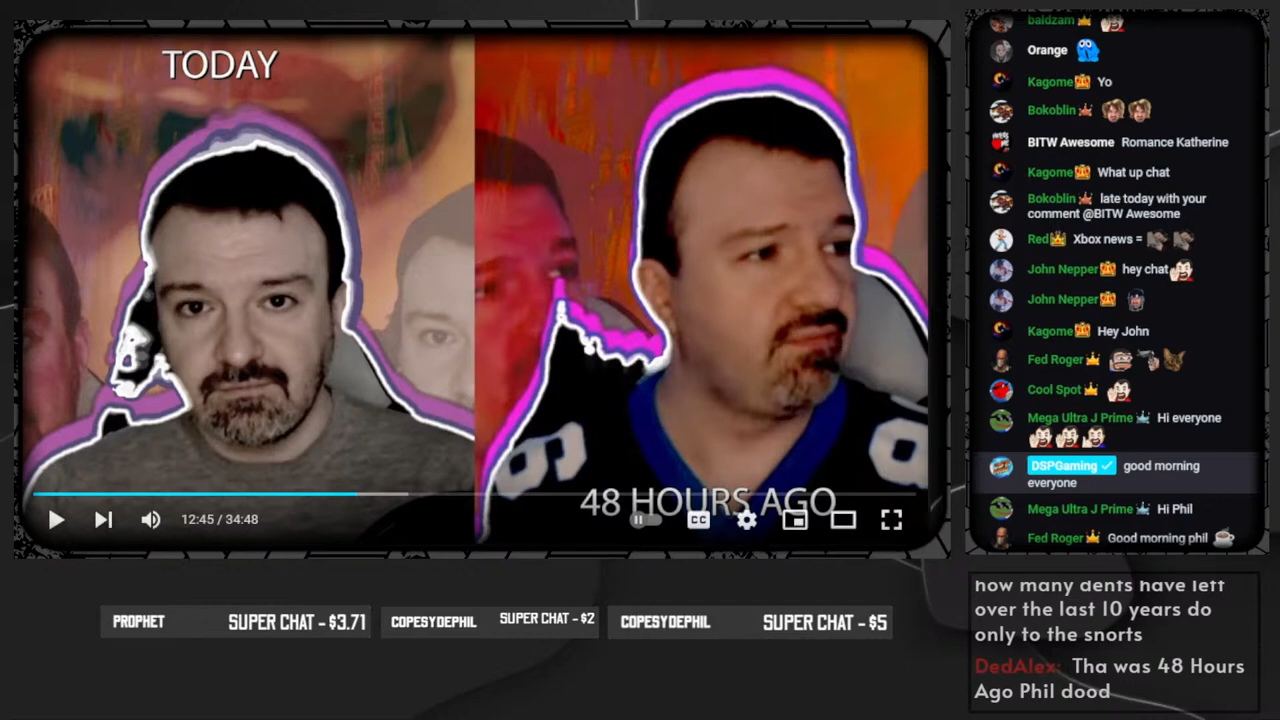 TODAY
48 HOURS AGO
12:45 / 34:48
CC
PROPHET SUPER CHAT - $3.71
COPESYDEPHIL SUPER CHAT - $2
COPESYDEPHIL SUPER CHAT - $5
baldzam
Orange
Kagome Yo
Bokoblin
BITW Awesome Romance Katherine
Kagome What up chat
Bokoblin late today with your
comment @BITW Awesome
Red Xbox news =
John Nepper hey chat
John Nepper
Kagome Hey John
Fed Roger
Cool Spot
Mega Ultra J Prime Hi everyone
DSPGaming good morning
everyone
Mega Ultra J Prime Hi Phil
Fed Roger Good morning phil
how many dents have left
over the last 10 years do
only to the snorts
DedAlex: Tha was 48 Hours
Ago Phil dood